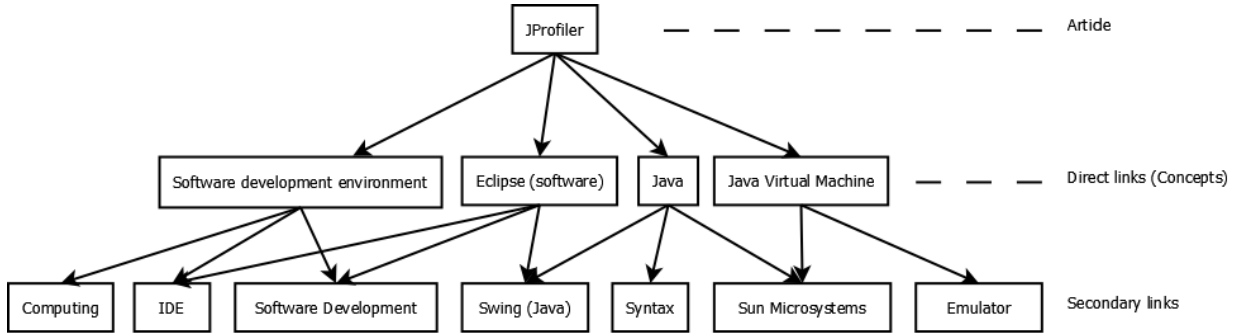 JProfiler
Article
Software development environment
Eclipse (software)
Java
Java Virtual Machine
Direct links (Concepts)
Computing
IDE
Software Development
Swing (Java)
Syntax
Sun Microsystems
Emulator
Secondary links